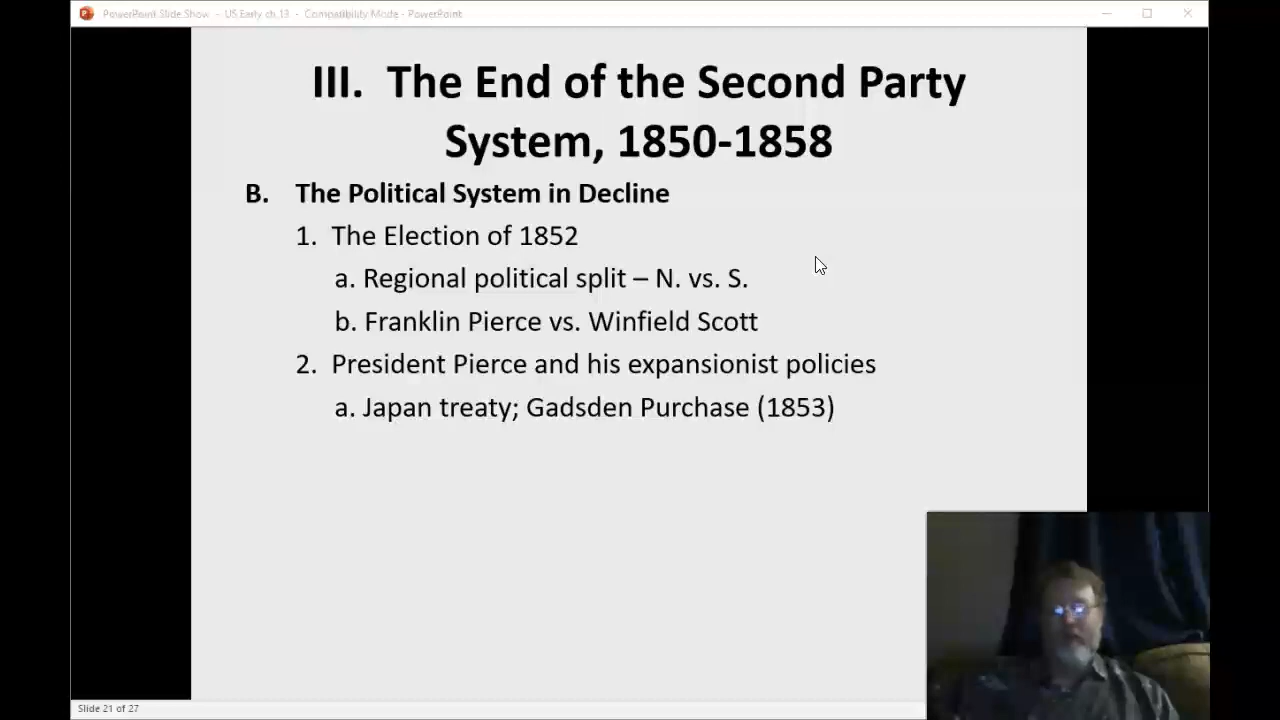 PowerPoint Slide Show - US Early ch 13 - Compatibility Mode - PowerPoint
III. The End of the Second Party
System, 1850-1858
B. The Political System in Decline
1. The Election of 1852
a. Regional political split – N. vs. S.
b. Franklin Pierce vs. Winfield Scott
2. President Pierce and his expansionist policies
a. Japan treaty; Gadsden Purchase (1853)
Slide 21 of 27